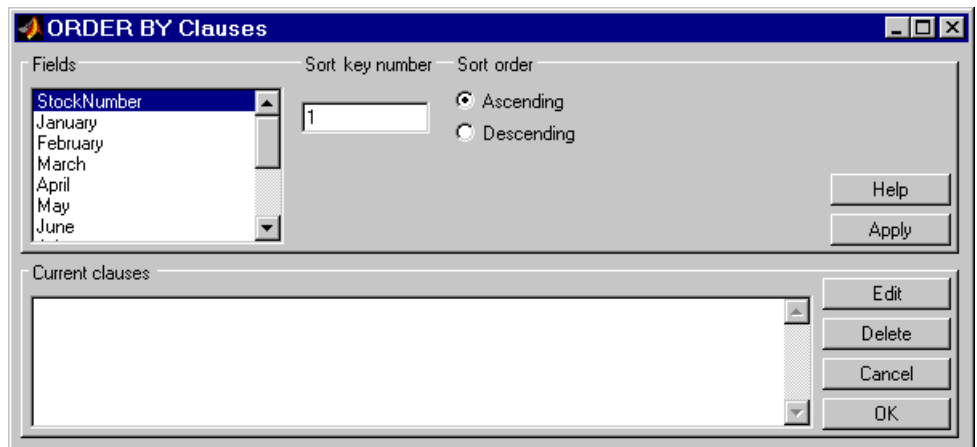 ORDER BY Clauses
Fields
Sort key number
Sort order
StockNumber
January
February
March
April
May
June
1
Ascending
Descending
Help
Apply
Current clauses
Edit
Delete
Cancel
OK